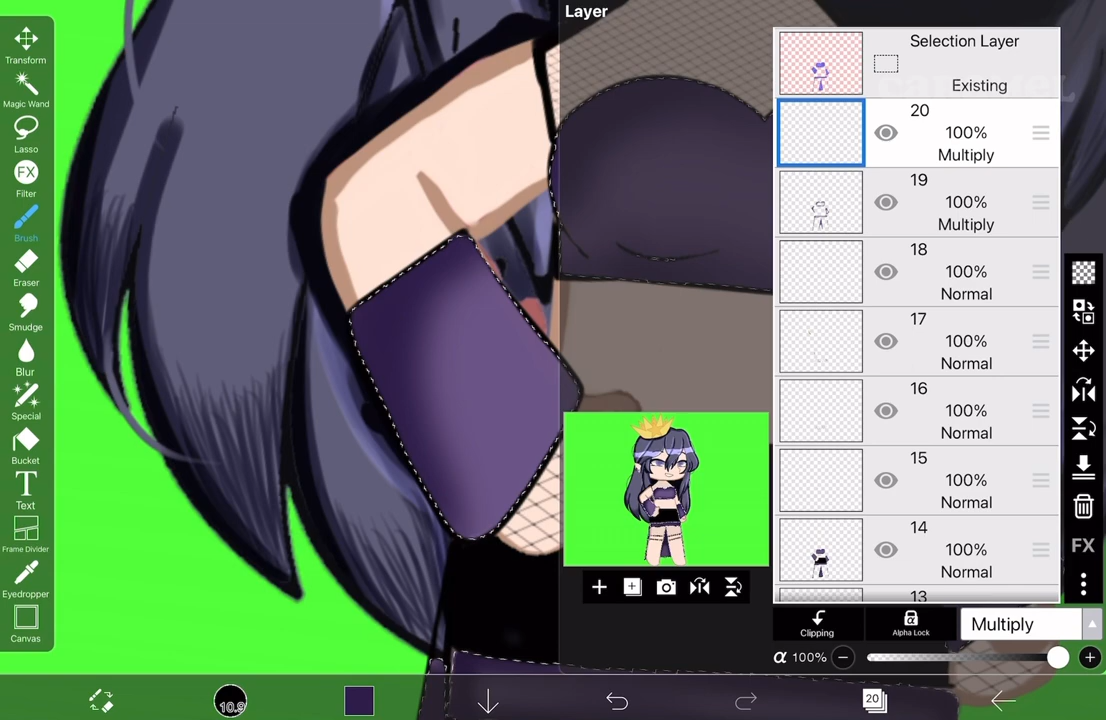 Layer
Transform
Magic Wand
Lasso
FX
Filter
Brush
Eraser
Smudge
Blur
Special
Bucket
T
Text
Frame Divider
Eyedropper
Canvas
Selection Layer
Existing
20
100%
Multiply
19
100%
Multiply
18
100%
Normal
17
100%
Normal
16
100%
Normal
15
100%
Normal
14
100%
Normal
13
FX
Clipping
Alpha Lock
Multiply
α 100%
10.9
20